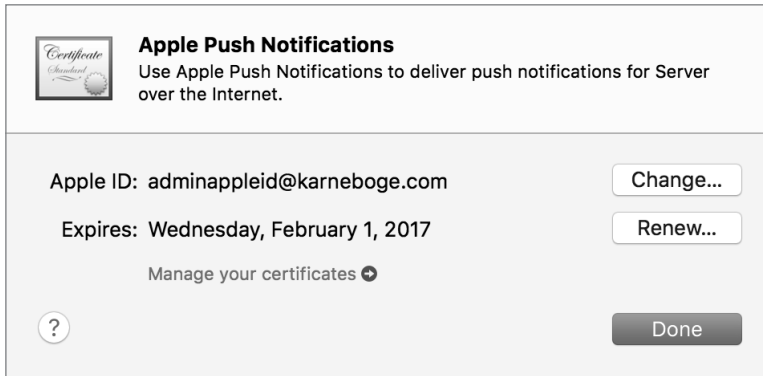 Certificate
Standard
Apple Push Notifications
Use Apple Push Notifications to deliver push notifications for Server
over the Internet.
Apple ID: adminappleid@karneboge.com Change...
Expires: Wednesday, February 1, 2017 Renew...
Manage your certificates
? Done